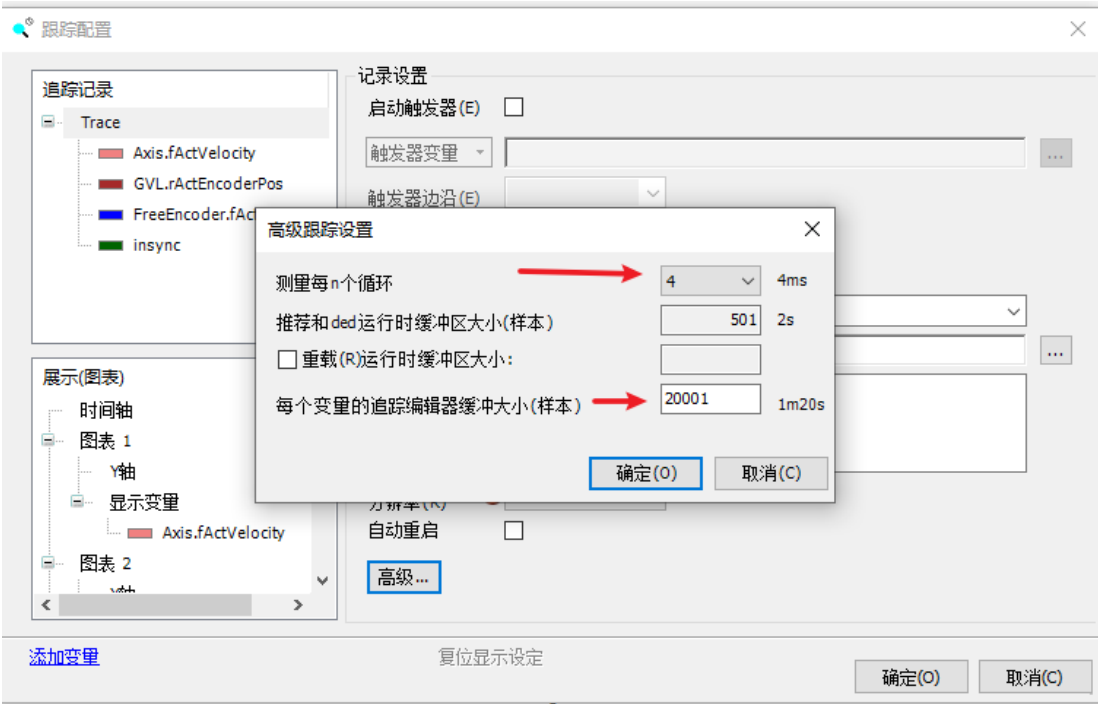 跟踪配置
追踪记录
Trace
Axis.fActVelocity
GVL.rActEncoderPos
FreeEncoder.fAct
insync
记录设置
启动触发器(E)
触发器变量
...
触发器边沿(E)
高级跟踪设置
测量每n个循环
4
4ms
推荐和ded运行时缓冲区大小(样本)
501
2s
重载(R)运行时缓冲区大小:
每个变量的追踪编辑器缓冲大小(样本)
20001
1m20s
确定(O)
取消(C)
...
展示(图表)
时间轴
图表 1
Y轴
显示变量
Axis.fActVelocity
图表 2
Y轴
分辨率(R)
自动重启
高级...
添加变量
复位显示设定
确定(O)
取消(C)